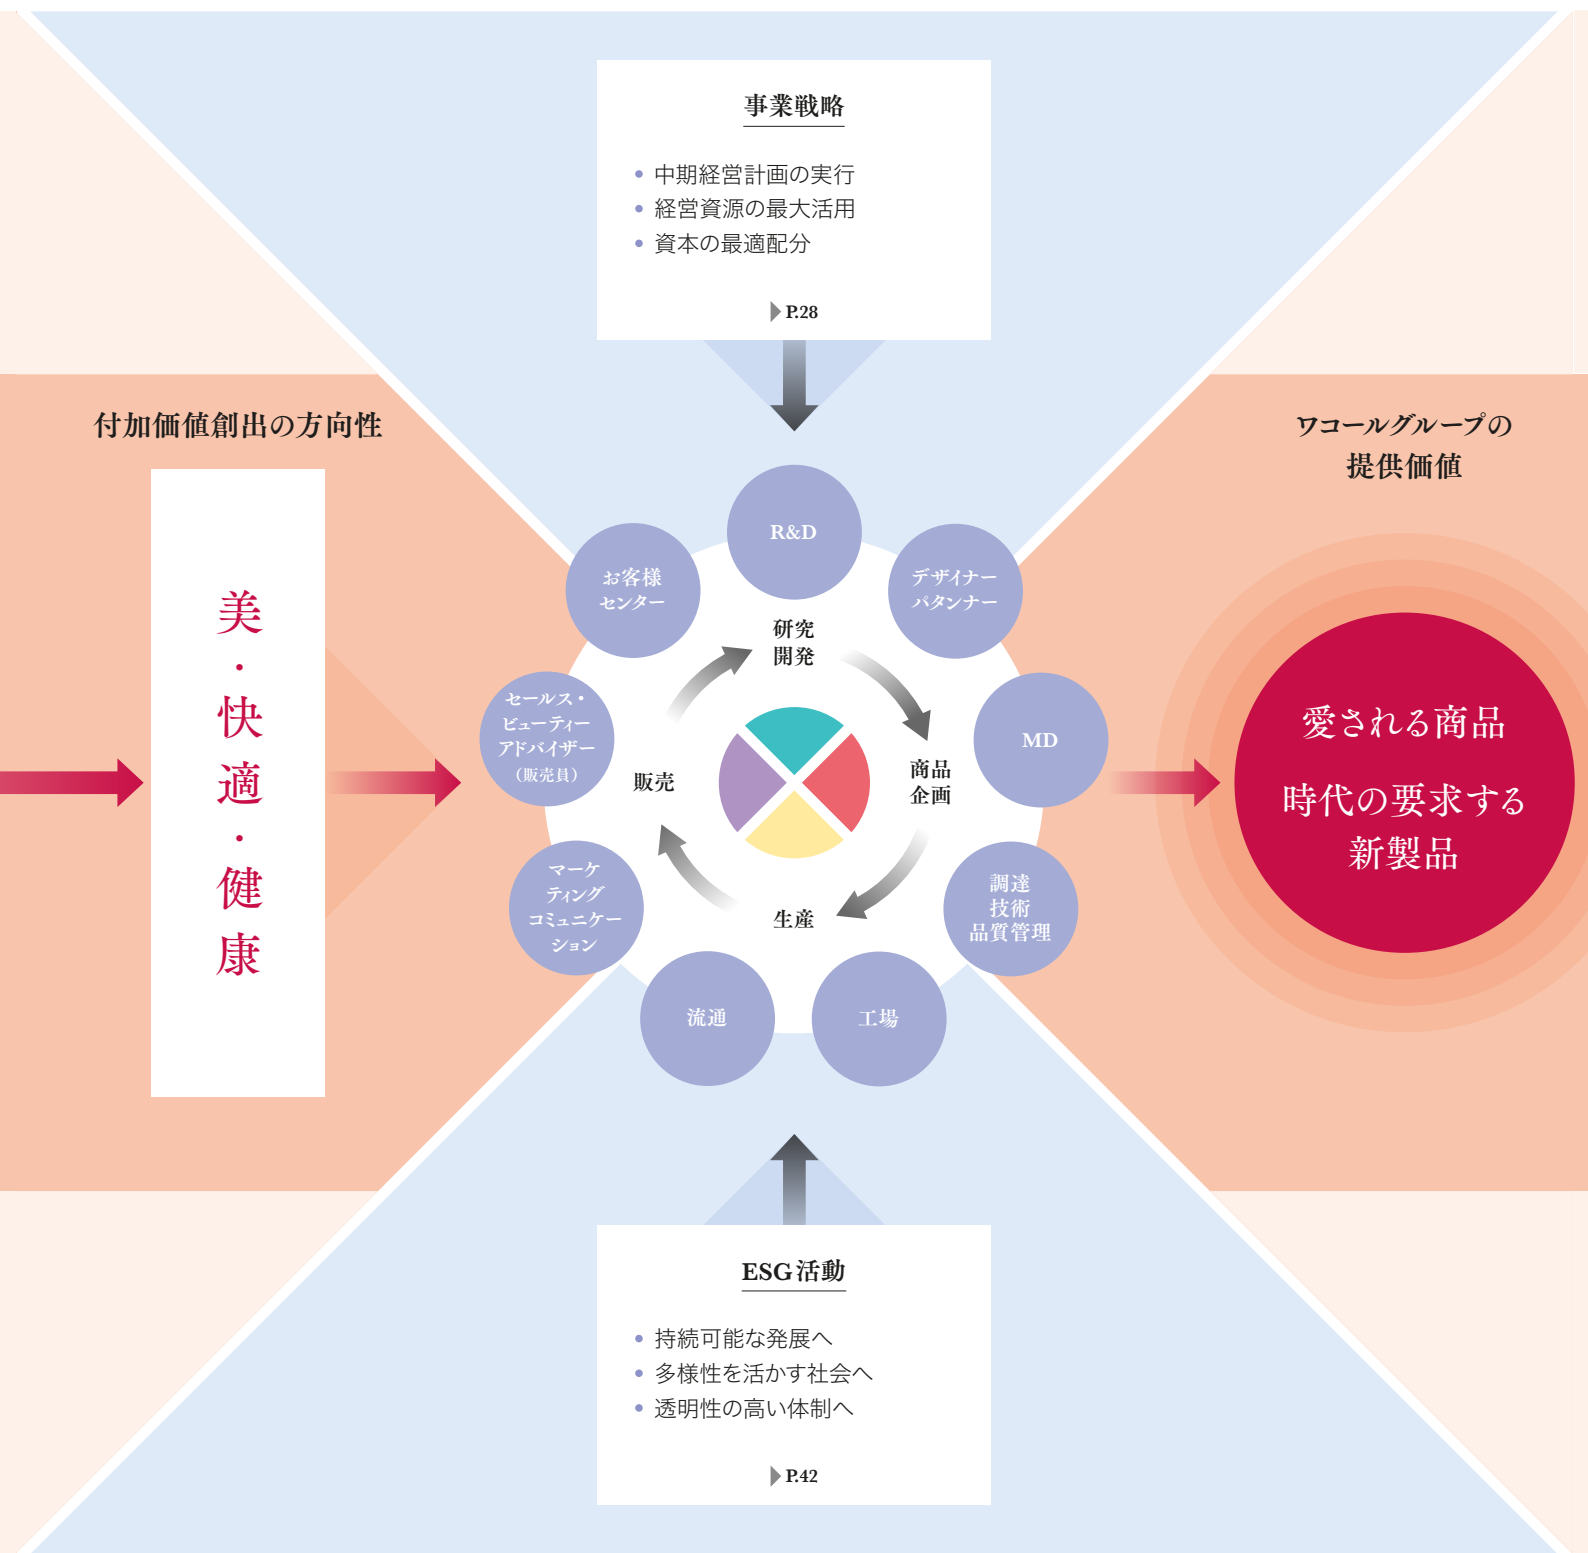 事業戦略
• 中期経営計画の実行
• 経営資源の最大活用
• 資本の最適配分
P.28
付加価値創出の方向性
美・快適・健康
R&D
デザイナー
パタンナー
MD
調達
技術
品質管理
工場
流通
マーケ
ティング
コミュニケー
ション
セールス・
ビューティー
アドバイザー
（販売員）
お客様
センター
研究
開発
商品
企画
生産
販売
ワコールグループの
提供価値
愛される商品
時代の要求する
新製品
ESG活動
• 持続可能な発展へ
• 多様性を活かす社会へ
• 透明性の高い体制へ
P.42